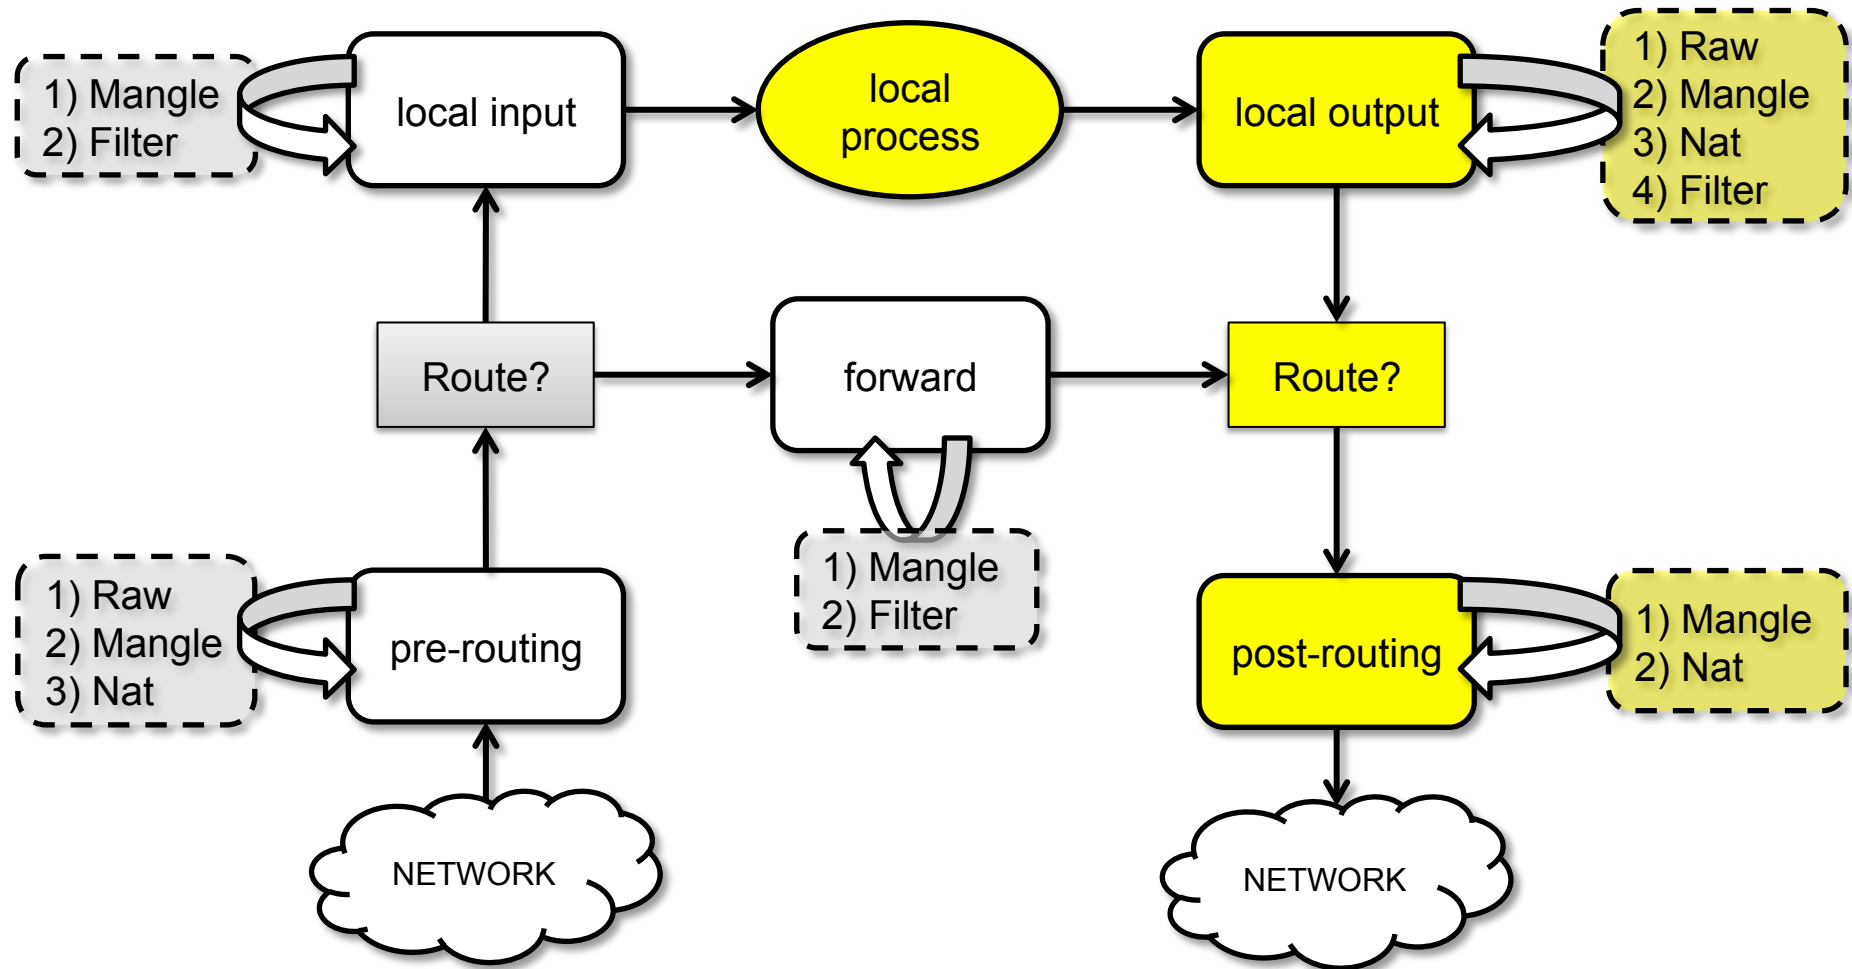 1) Mangle
2) Filter
local input
local
process
local output
1) Raw
2) Mangle
3) Nat
4) Filter
Route?
forward
Route?
1) Mangle
2) Filter
1) Raw
2) Mangle
3) Nat
pre-routing
post-routing
1) Mangle
2) Nat
NETWORK
NETWORK